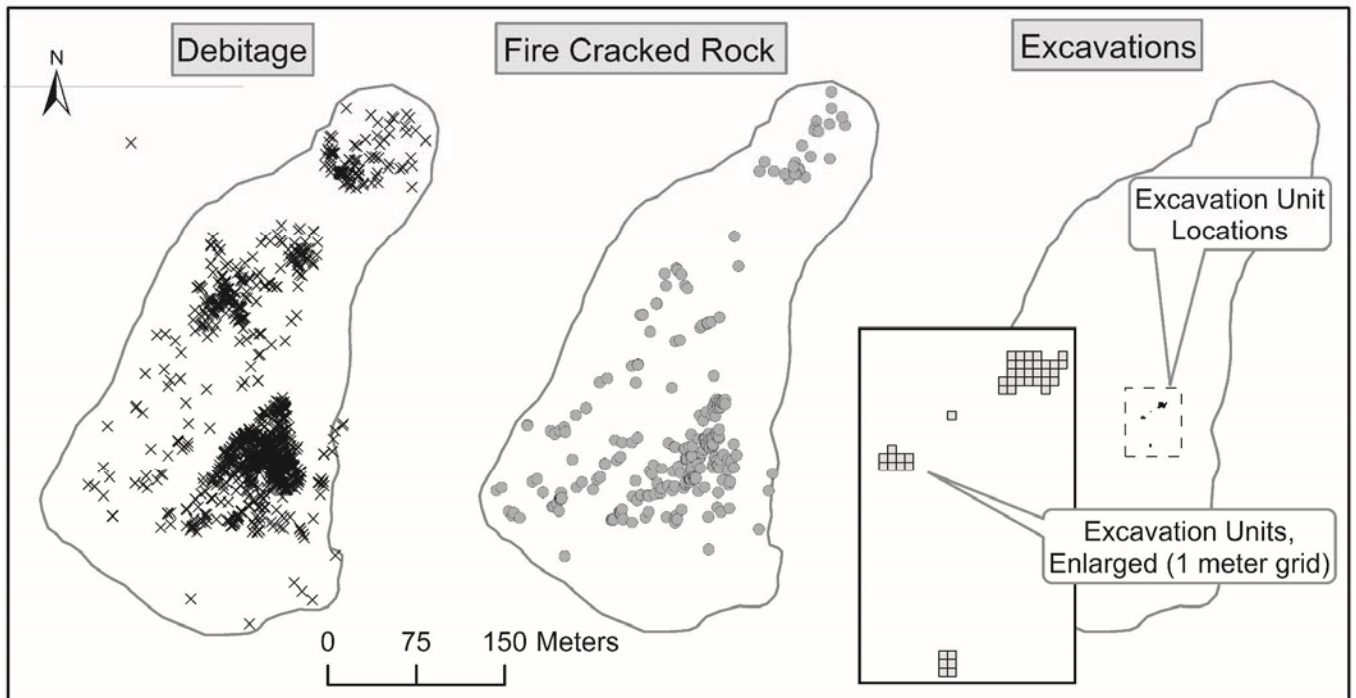 N
Debitage
Fire Cracked Rock
Excavations
Excavation Unit
Locations
Excavation Units,
Enlarged (1 meter grid)
0 75 150 Meters